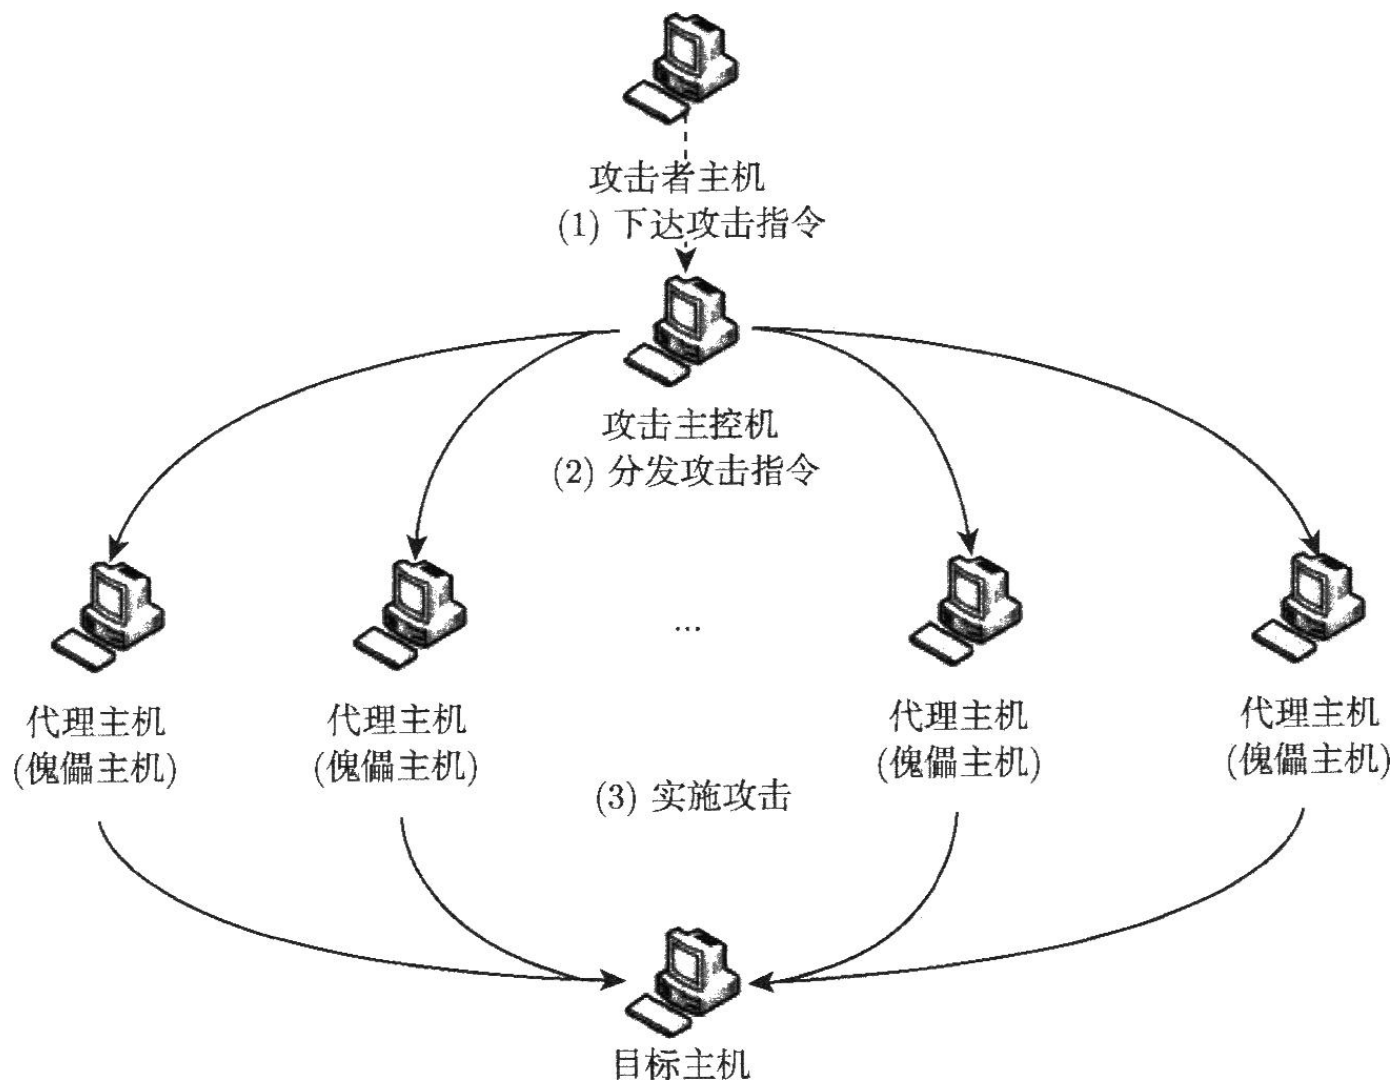 攻击者主机
(1) 下达攻击指令
攻击主控机
(2) 分发攻击指令
...
代理主机
(傀儡主机)
代理主机
(傀儡主机)
代理主机
(傀儡主机)
代理主机
(傀儡主机)
(3) 实施攻击
目标主机